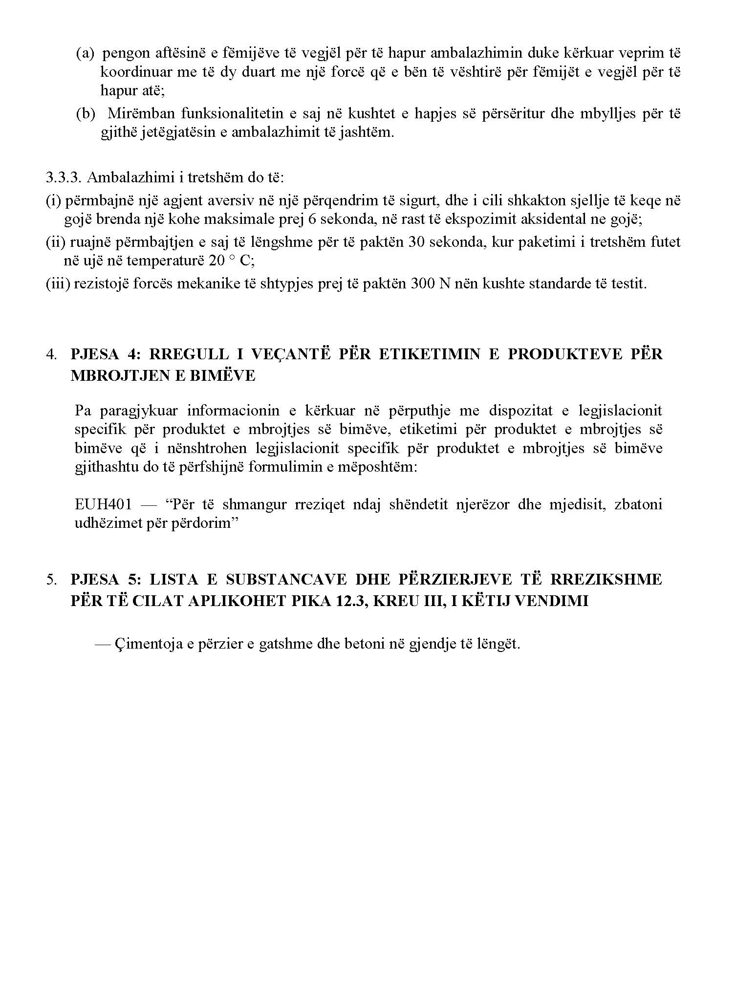 (a) pengon aftësinë e fëmijëve të vegjël për të hapur ambalazhimin duke kërkuar veprim të
koordinuar me të dy duart me një forcë që e bën të vështirë për fëmijët e vegjël për të
hapur atë;
(b) Mirëmban funksionalitetin e saj në kushtet e hapjes së përsëritur dhe mbylljes për të
gjithë jetëgjatësin e ambalazhimit të jashtëm.
3.3.3. Ambalazhimi i tretshëm do të:
(i) përmbajnë një agjent aversiv në një përqendrim të sigurt, dhe i cili shkakton sjellje të keqe në
gojë brenda një kohe maksimale prej 6 sekonda, në rast të ekspozimit aksidental ne gojë;
(ii) ruajnë përmbajtjen e saj të lëngshme për të paktën 30 sekonda, kur paketimi i tretshëm futet
në ujë në temperaturë 20 ° C;
(iii) rezistojë forcës mekanike të shtypjes prej të paktën 300 N nën kushte standarde të testit.
4. PJESA 4: RREGULL I VEÇANTË PËR ETIKETIMIN E PRODUKTEVE PËR
MBROJTJEN E BIMËVE
Pa paragjykuar informacionin e kërkuar në përputhje me dispozitat e legjislacionit
specifik për produktet e mbrojtjes së bimëve, etiketimi për produktet e mbrojtjes së
bimëve që i nënshtrohen legjislacionit specifik për produktet e mbrojtjes së bimëve
gjithashtu do të përfshijnë formulimin e mëposhtëm:
EUH401 — “Për të shmangur rreziqet ndaj shëndetit njerëzor dhe mjedisit, zbatoni
udhëzimet për përdorim”
5. PJESA 5: LISTA E SUBSTANCAVE DHE PËRZIERJEVE TË RREZIKSHME
PËR TË CILAT APLIKOHET PIKA 12.3, KREU III, I KËTIJ VENDIMI
— Çimentoja e përzier e gatshme dhe betoni në gjendje të lëngët.